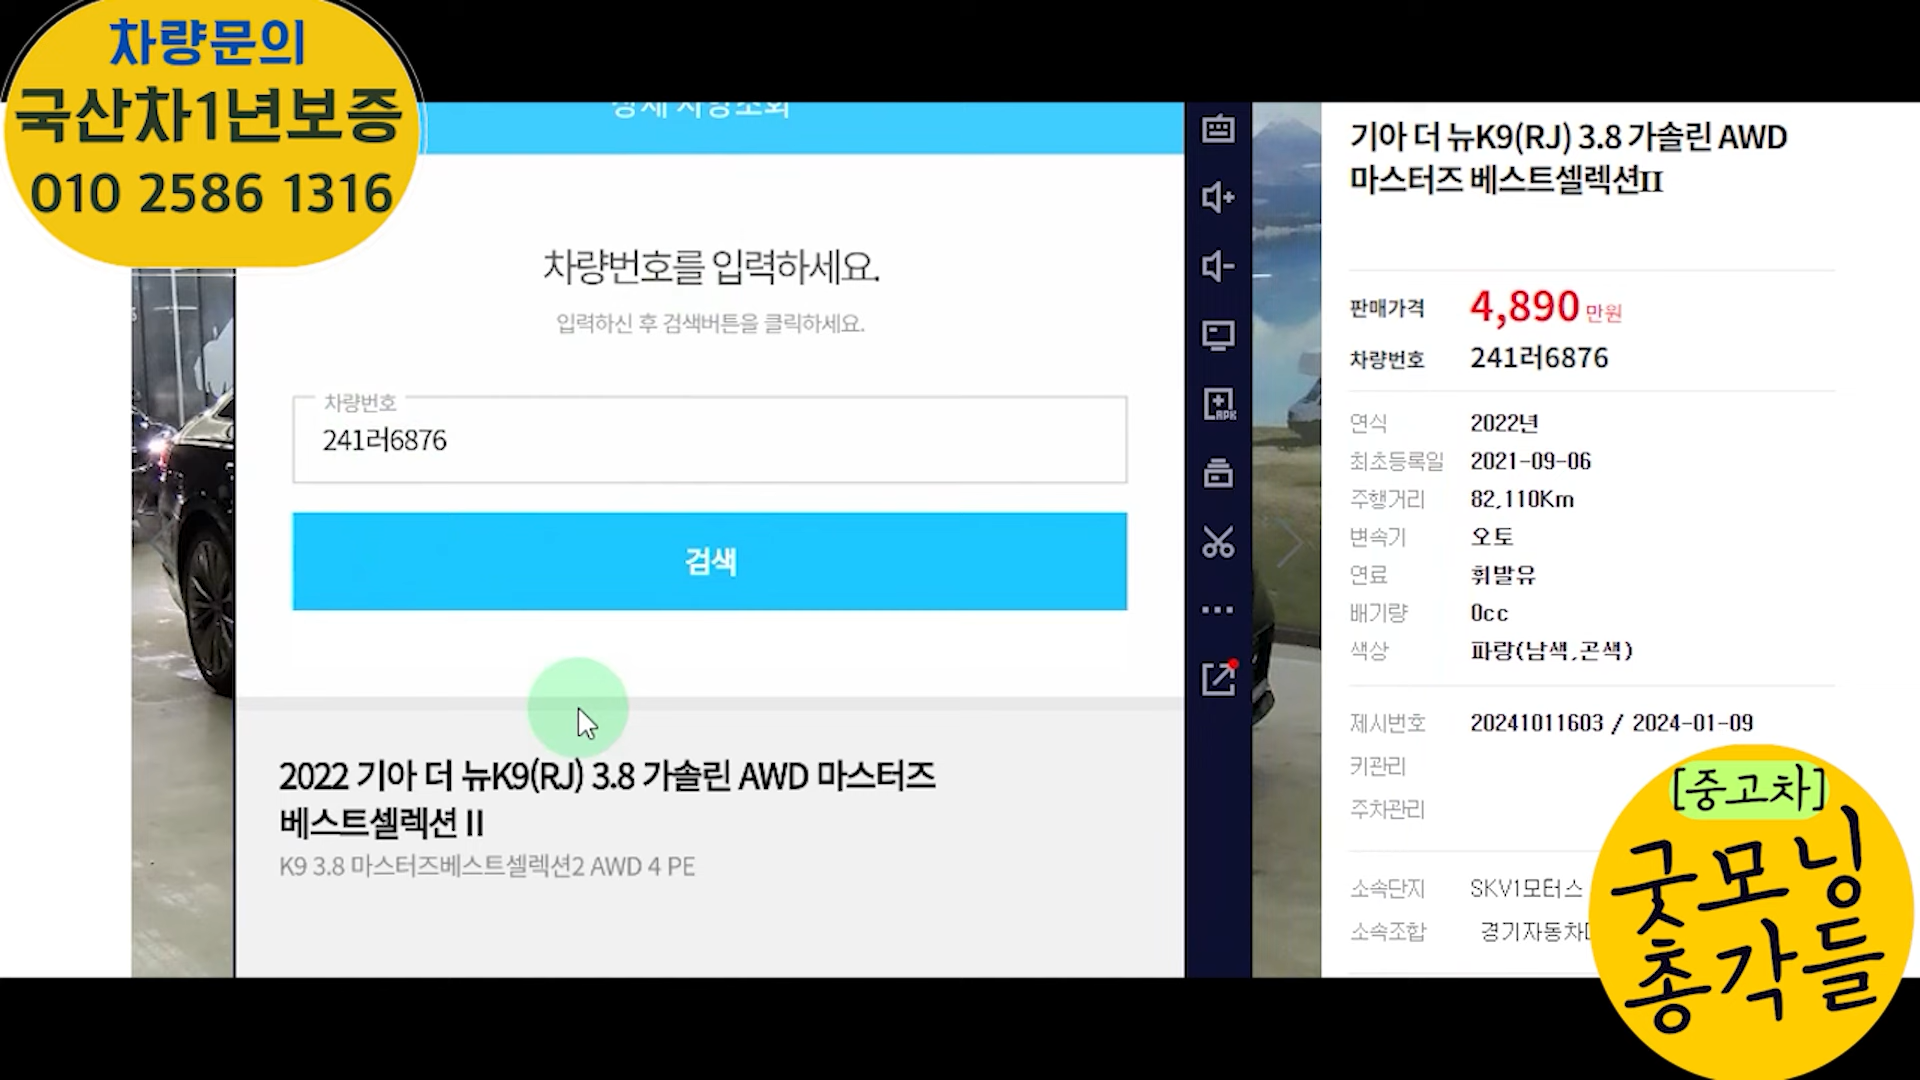 차량문의
국산차1년보증
010 2586 1316
차량번호를 입력하세요.
입력하신 후 검색버튼을 클릭하세요.
차량번호
241러6876
검색
2022 기아 더 뉴K9(RJ) 3.8 가솔린 AWD 마스터즈
베스트셀렉션 II
K9 3.8 마스터즈베스트셀렉션2 AWD 4 PE
APK
기아 더 뉴K9(RJ) 3.8 가솔린 AWD
마스터즈 베스트셀렉션II
판매가격 4,890 만원
차량번호 241러6876
연식 2022년
최초등록일 2021-09-06
주행거리 82,110Km
변속기 오토
연료 휘발유
배기량 0cc
색상 파랑(남색,곤색)
제시번호 20241011603 / 2024-01-09
키관리
주차관리
소속단지 SKV1모터스
소속조합 경기자동차
[중고차]
굿모닝
총각들